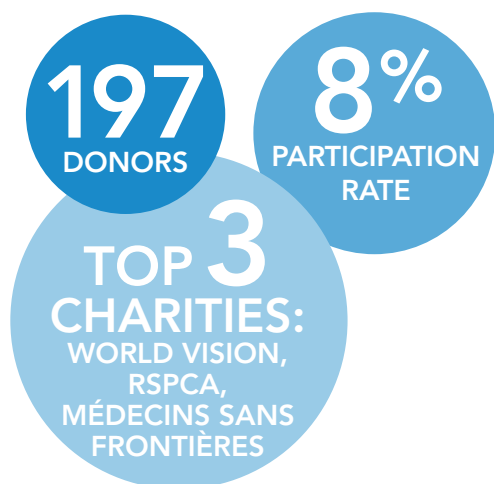 197
DONORS
8%
PARTICIPATION
RATE
TOP 3
CHARITIES:
WORLD VISION,
RSPCA,
MÉDECINS SANS
FRONTIÈRES